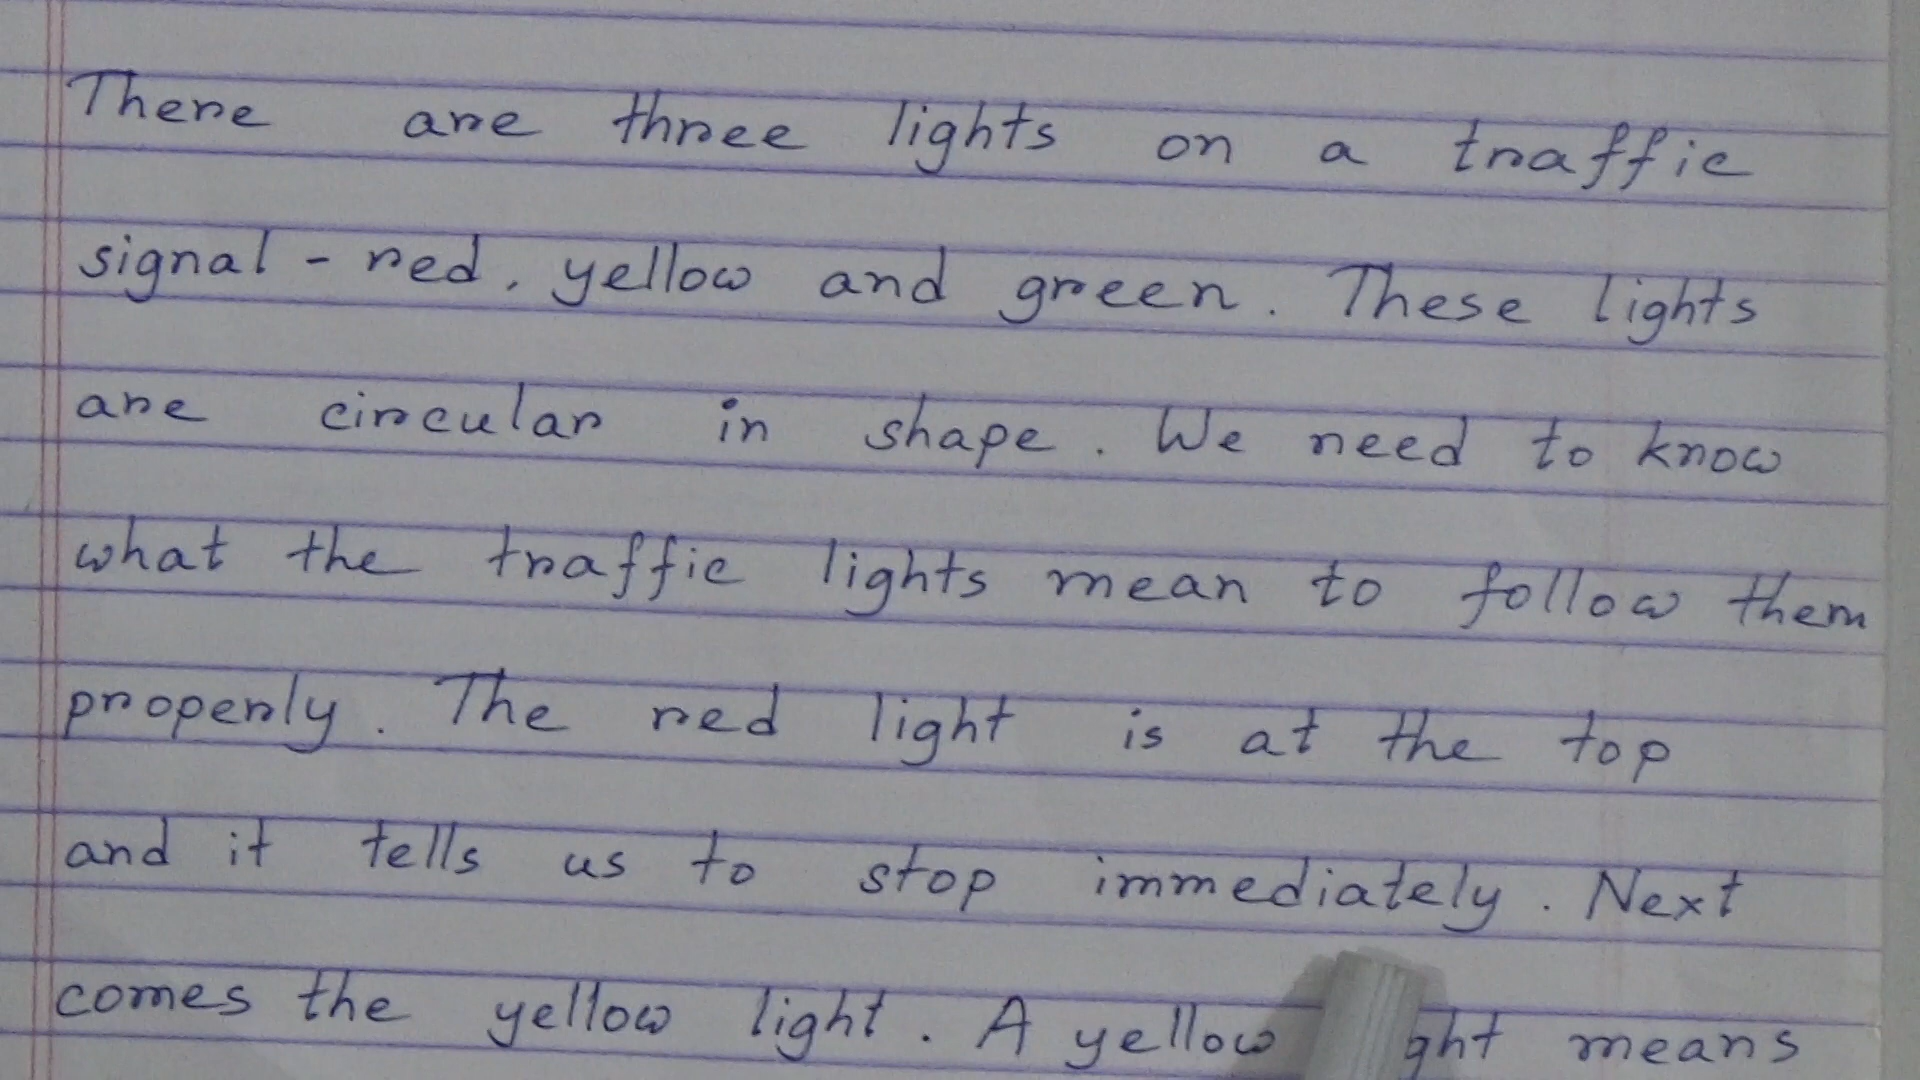 There are three lights on a traffic
signal - red, yellow and green. These lights
are circular in shape. We need to know
what the traffic lights mean to follow them
properly. The red light is at the top
and it tells us to stop immediately. Next
comes the yellow light. A yellow ght means